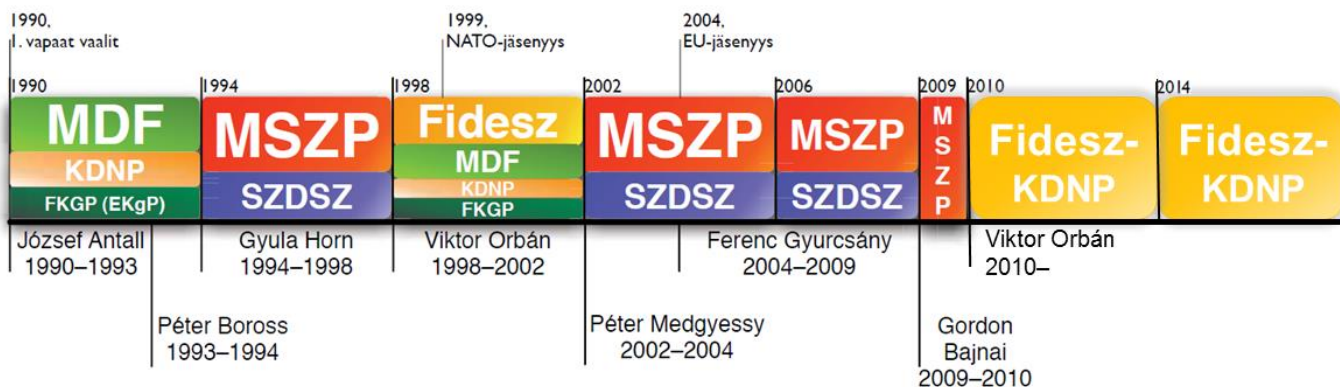 1990,
1. vapaat vaalit
1999,
NATO-jäsenyys
2004,
EU-jäsenyys
1990
1994
1998
2002
2006
2009
2010
2014
MDF
KDNP
FKGP (EKgP)
MSZP
SZDSZ
Fidesz
MDF
KDNP
FKGP
MSZP
SZDSZ
MSZP
SZDSZ
M
S
Z
P
Fidesz-
KDNP
Fidesz-
KDNP
József Antall
1990–1993
Gyula Horn
1994–1998
Viktor Orbán
1998–2002
Ferenc Gyurcsány
2004–2009
Viktor Orbán
2010–
Péter Boross
1993–1994
Péter Medgyessy
2002–2004
Gordon
Bajnai
2009–2010